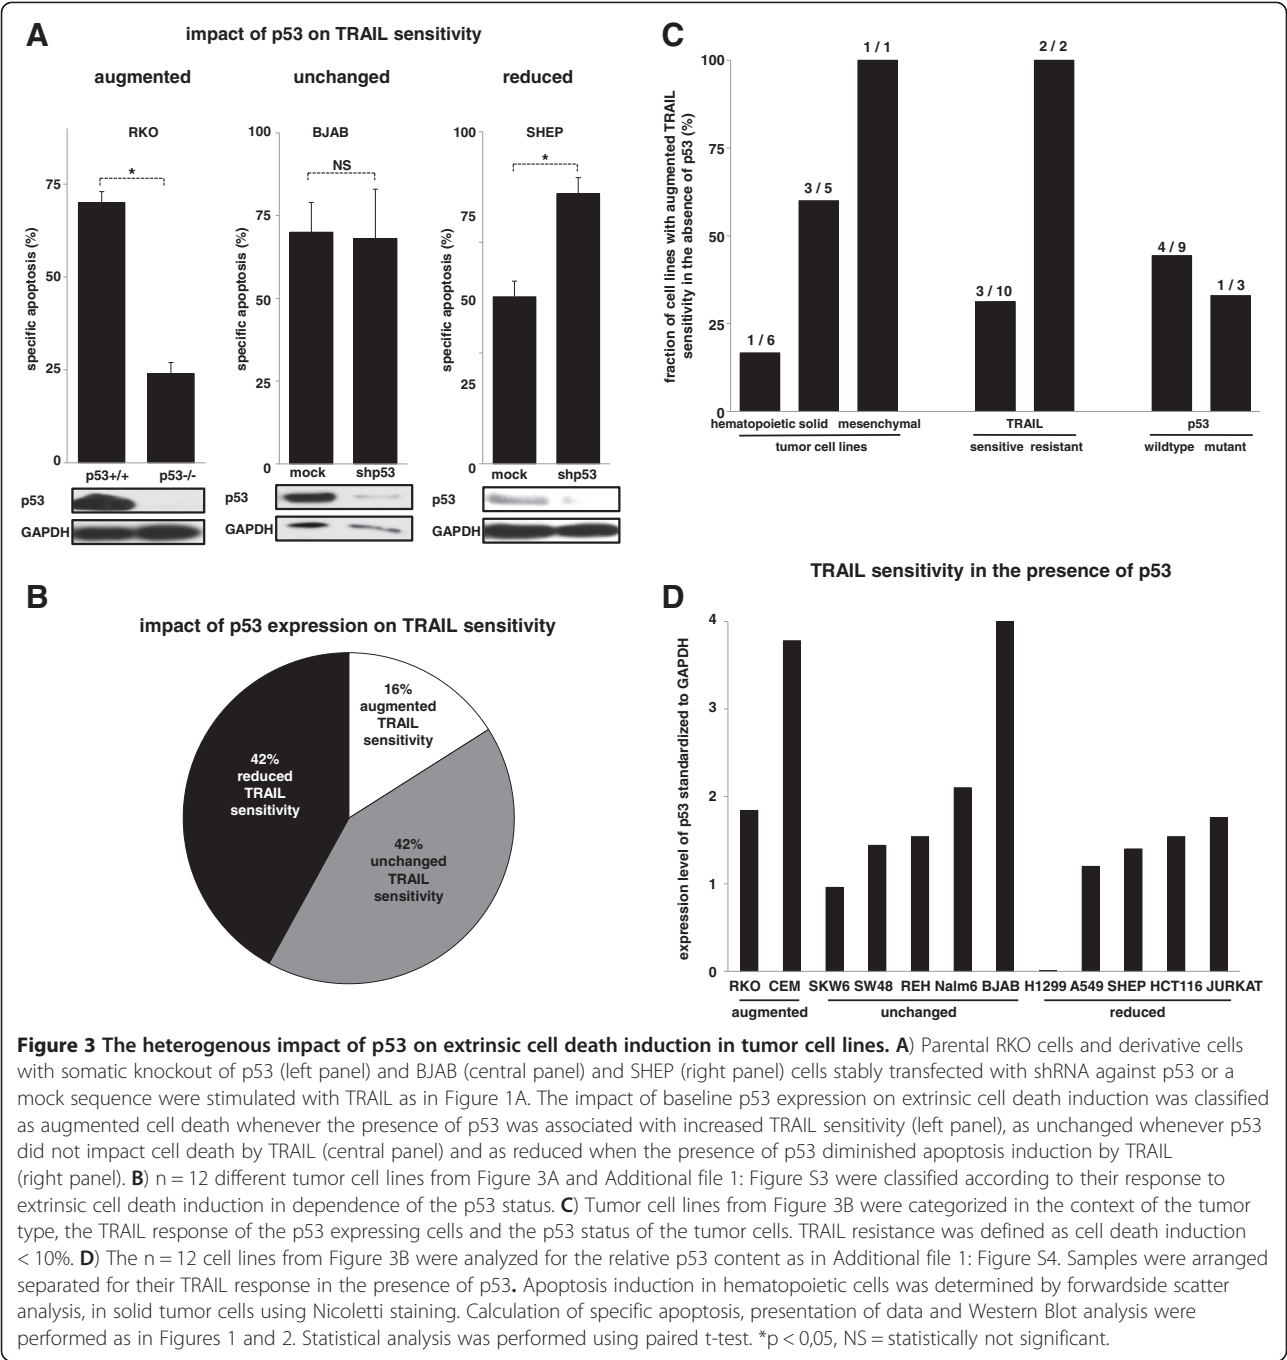 A
impact of p53 on TRAIL sensitivity
augmented
unchanged
reduced
RKO
*
specific apoptosis (%)
75
50
25
0
p53+/+ p53-/-
p53
GAPDH
BJAB
NS
specific apoptosis (%)
100
75
50
25
0
mock shp53
p53
GAPDH
SHEP
*
specific apoptosis (%)
100
75
50
25
0
mock shp53
p53
GAPDH
C
fraction of cell lines with augmented TRAIL
sensitivity in the absence of p53 (%)
100
75
50
25
0
1 / 6
3 / 5
1 / 1
3 / 10
2 / 2
4 / 9
1 / 3
hematopoietic solid mesenchymal
tumor cell lines
TRAIL
sensitive resistant
p53
wildtype mutant
B
impact of p53 expression on TRAIL sensitivity
16%
augmented
TRAIL
sensitivity
42%
reduced
TRAIL
sensitivity
42%
unchanged
TRAIL
sensitivity
TRAIL sensitivity in the presence of p53
D
expression level of p53 standardized to GAPDH
4
3
2
1
0
RKO CEM SKW6 SW48 REH Nalm6 BJAB H1299 A549 SHEP HCT116 JURKAT
augmented unchanged reduced
Figure 3 The heterogenous impact of p53 on extrinsic cell death induction in tumor cell lines. A) Parental RKO cells and derivative cells
with somatic knockout of p53 (left panel) and BJAB (central panel) and SHEP (right panel) cells stably transfected with shRNA against p53 or a
mock sequence were stimulated with TRAIL as in Figure 1A. The impact of baseline p53 expression on extrinsic cell death induction was classified
as augmented cell death whenever the presence of p53 was associated with increased TRAIL sensitivity (left panel), as unchanged whenever p53
did not impact cell death by TRAIL (central panel) and as reduced when the presence of p53 diminished apoptosis induction by TRAIL
(right panel). B) n = 12 different tumor cell lines from Figure 3A and Additional file 1: Figure S3 were classified according to their response to
extrinsic cell death induction in dependence of the p53 status. C) Tumor cell lines from Figure 3B were categorized in the context of the tumor
type, the TRAIL response of the p53 expressing cells and the p53 status of the tumor cells. TRAIL resistance was defined as cell death induction
< 10%. D) The n = 12 cell lines from Figure 3B were analyzed for the relative p53 content as in Additional file 1: Figure S4. Samples were arranged
separated for their TRAIL response in the presence of p53. Apoptosis induction in hematopoietic cells was determined by forwardside scatter
analysis, in solid tumor cells using Nicoletti staining. Calculation of specific apoptosis, presentation of data and Western Blot analysis were
performed as in Figures 1 and 2. Statistical analysis was performed using paired t-test. *p < 0,05, NS = statistically not significant.